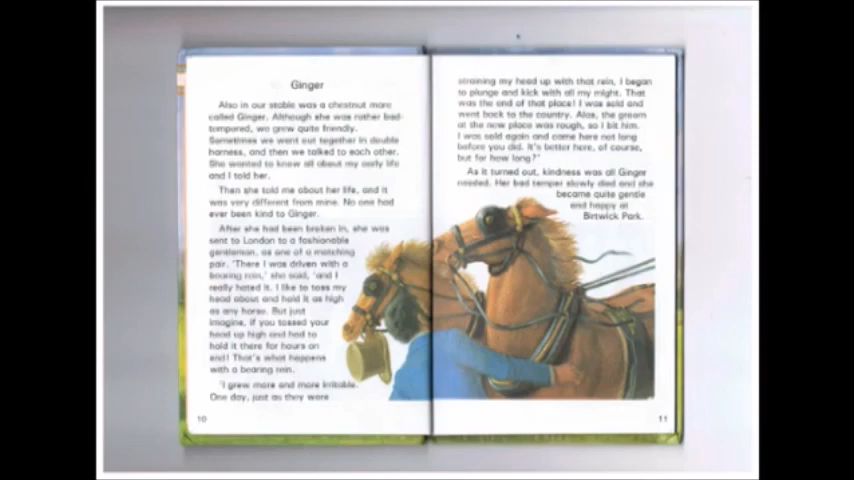 Ginger
Also in our stable was a chestnut mare
called Ginger. Although she was rather bad-
tempered, we grew quite friendly.
Sometimes we went out together in double
harness, and then we talked to each other.
She wanted to know all about my early life
and I told her.
Then she told me about her life, and it
was very different from mine. No one had
ever been kind to Ginger.
After she had been broken in, she was
sent to London to a fashionable
gentleman, as one of a matching
pair. 'There I was driven with a
bearing rein,' she said, 'and I
really hated it. I like to toss my
head about and hold it as high
as any horse. But just
imagine, if you tossed your
head up high and had to
hold it there for hours on
end! That's what happens
with a bearing rein.
'I grew more and more irritable.
One day, just as they were
10
straining my head up with that rein, I began
to plunge and kick with all my might. That
was the end of that place! I was sold and
went back to the country. Alas, the groom
at the new place was rough, so I bit him.
I was sold again and came here not long
before you did. It's better here, of course,
but for how long?'
As it turned out, kindness was all Ginger
needed. Her bad temper slowly died and she
became quite gentle
and happy at
Birtwick Park.
11